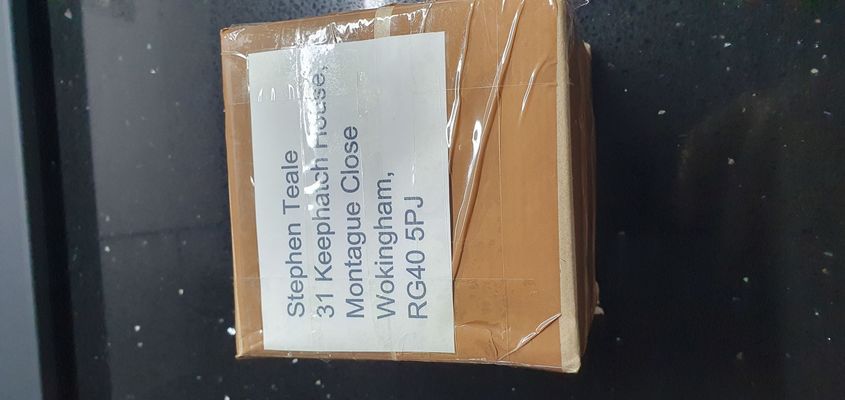 Stephen Teale
31 Keephatch House,
Montague Close
Wokingham,
RG40 5PJ